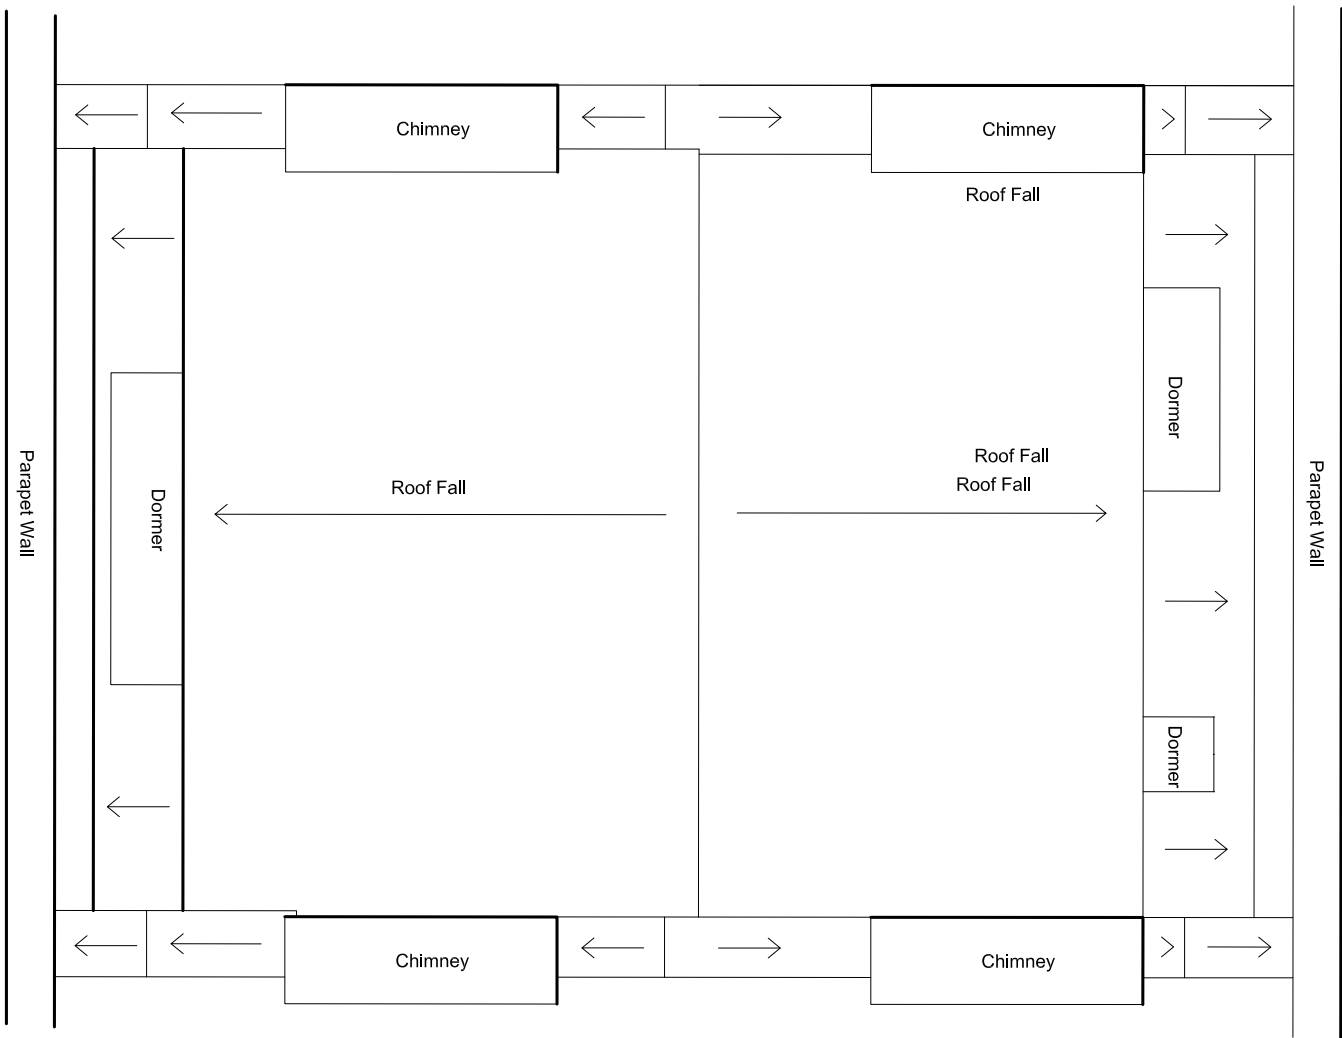 Chimney
Chimney
Roof Fall
Dormer
Roof Fall
Parapet Wall
Roof Fall
Dormer
Roof Fall
Parapet Wall
Dormer
Chimney
Chimney